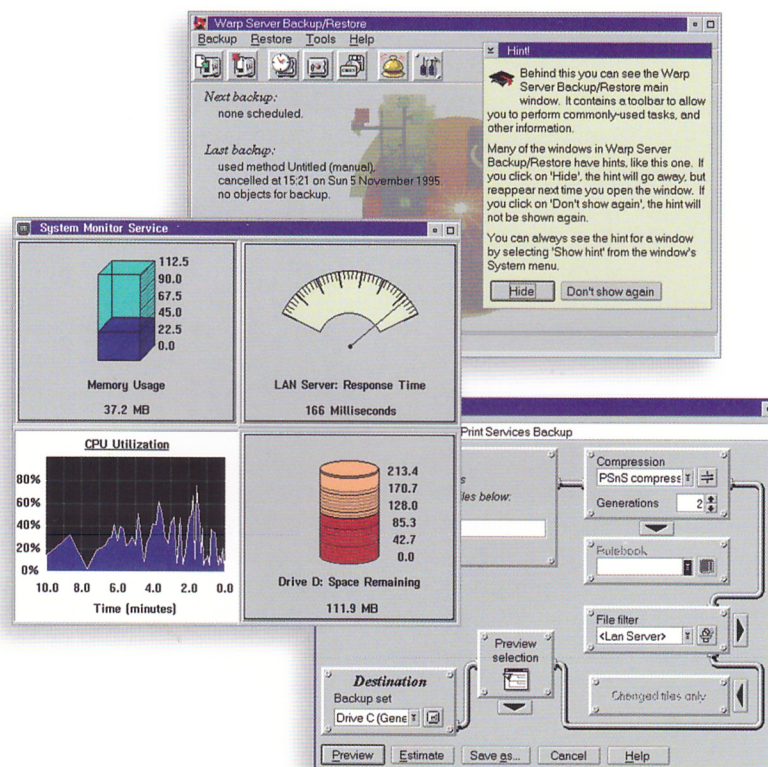 Warp Server Backup/Restore
Backup Restore Tools Help
Next backup:
none scheduled.
Last backup:
used method Untitled (manual).
cancelled at 15:21 on Sun 5 November 1995
no objects for backup.
Hint!
Behind this you can see the Warp
Server Backup/Restore main
window. It contains a toolbar to allow
you to perform commonly-used tasks, and
other information.
Many of the windows in Warp Server
Backup/Restore have hints, like this one. If
you click on 'Hide', the hint will go away, but
reappear next time you open the window. If
you click on 'Don't show again', the hint will
not be shown again.
You can always see the hint for a window
by selecting 'Show hint' from the window's
System menu.
Hide Don't show again
System Monitor Service
112.5
90.0
67.5
45.0
22.5
0.0
Memory Usage
37.2 MB
LAN Server: Response Time
166 Milliseconds
CPU Utilization
80%
60%
40%
20%
0%
10.0 8.0 6.0 4.0 2.0 0.0
Time (minutes)
213.4
170.7
128.0
85.3
42.7
0.0
Drive D: Space Remaining
111.9 MB
Print Services Backup
s
les below:
Compression
PSnS compress
Generations 2
Rulebook
File filter
<Lan Server>
Changed files only
Preview
selection
Destination
Backup set
Drive C (Gene
Preview Estimate Save as... Cancel Help